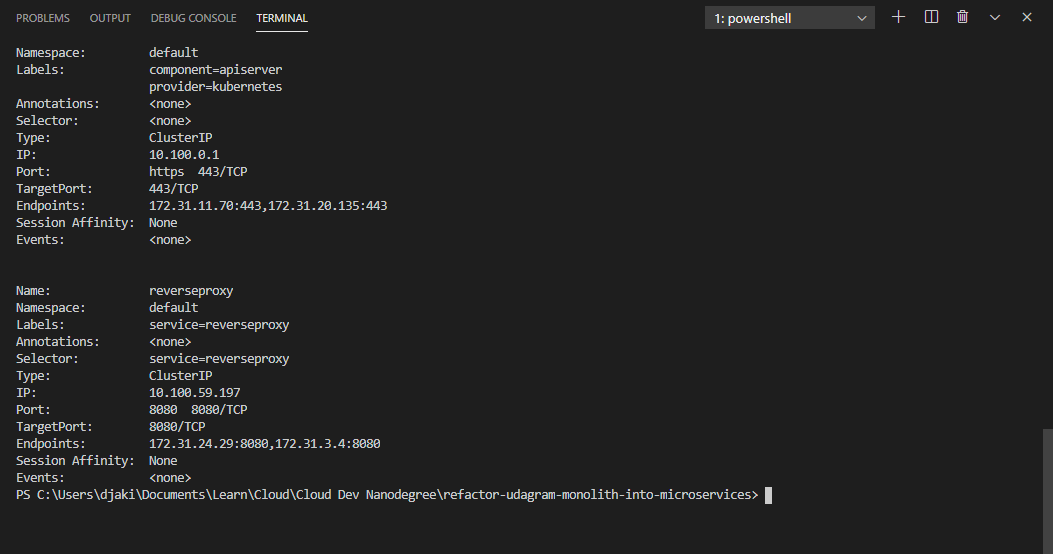 PROBLEMS OUTPUT DEBUG CONSOLE TERMINAL 1: powershell
Namespace: default
Labels: component=apiserver
provider=kubernetes
Annotations: <none>
Selector: <none>
Type: ClusterIP
IP: 10.100.0.1
Port: https 443/TCP
TargetPort: 443/TCP
Endpoints: 172.31.11.70:443,172.31.20.135:443
Session Affinity: None
Events: <none>
Name: reverseproxy
Namespace: default
Labels: service=reverseproxy
Annotations: <none>
Selector: service=reverseproxy
Type: ClusterIP
IP: 10.100.59.197
Port: 8080 8080/TCP
TargetPort: 8080/TCP
Endpoints: 172.31.24.29:8080,172.31.3.4:8080
Session Affinity: None
Events: <none>
PS C:\Users\djaki\Documents\Learn\Cloud\Cloud Dev Nanodegree\refactor-udagram-monolith-into-microservices>